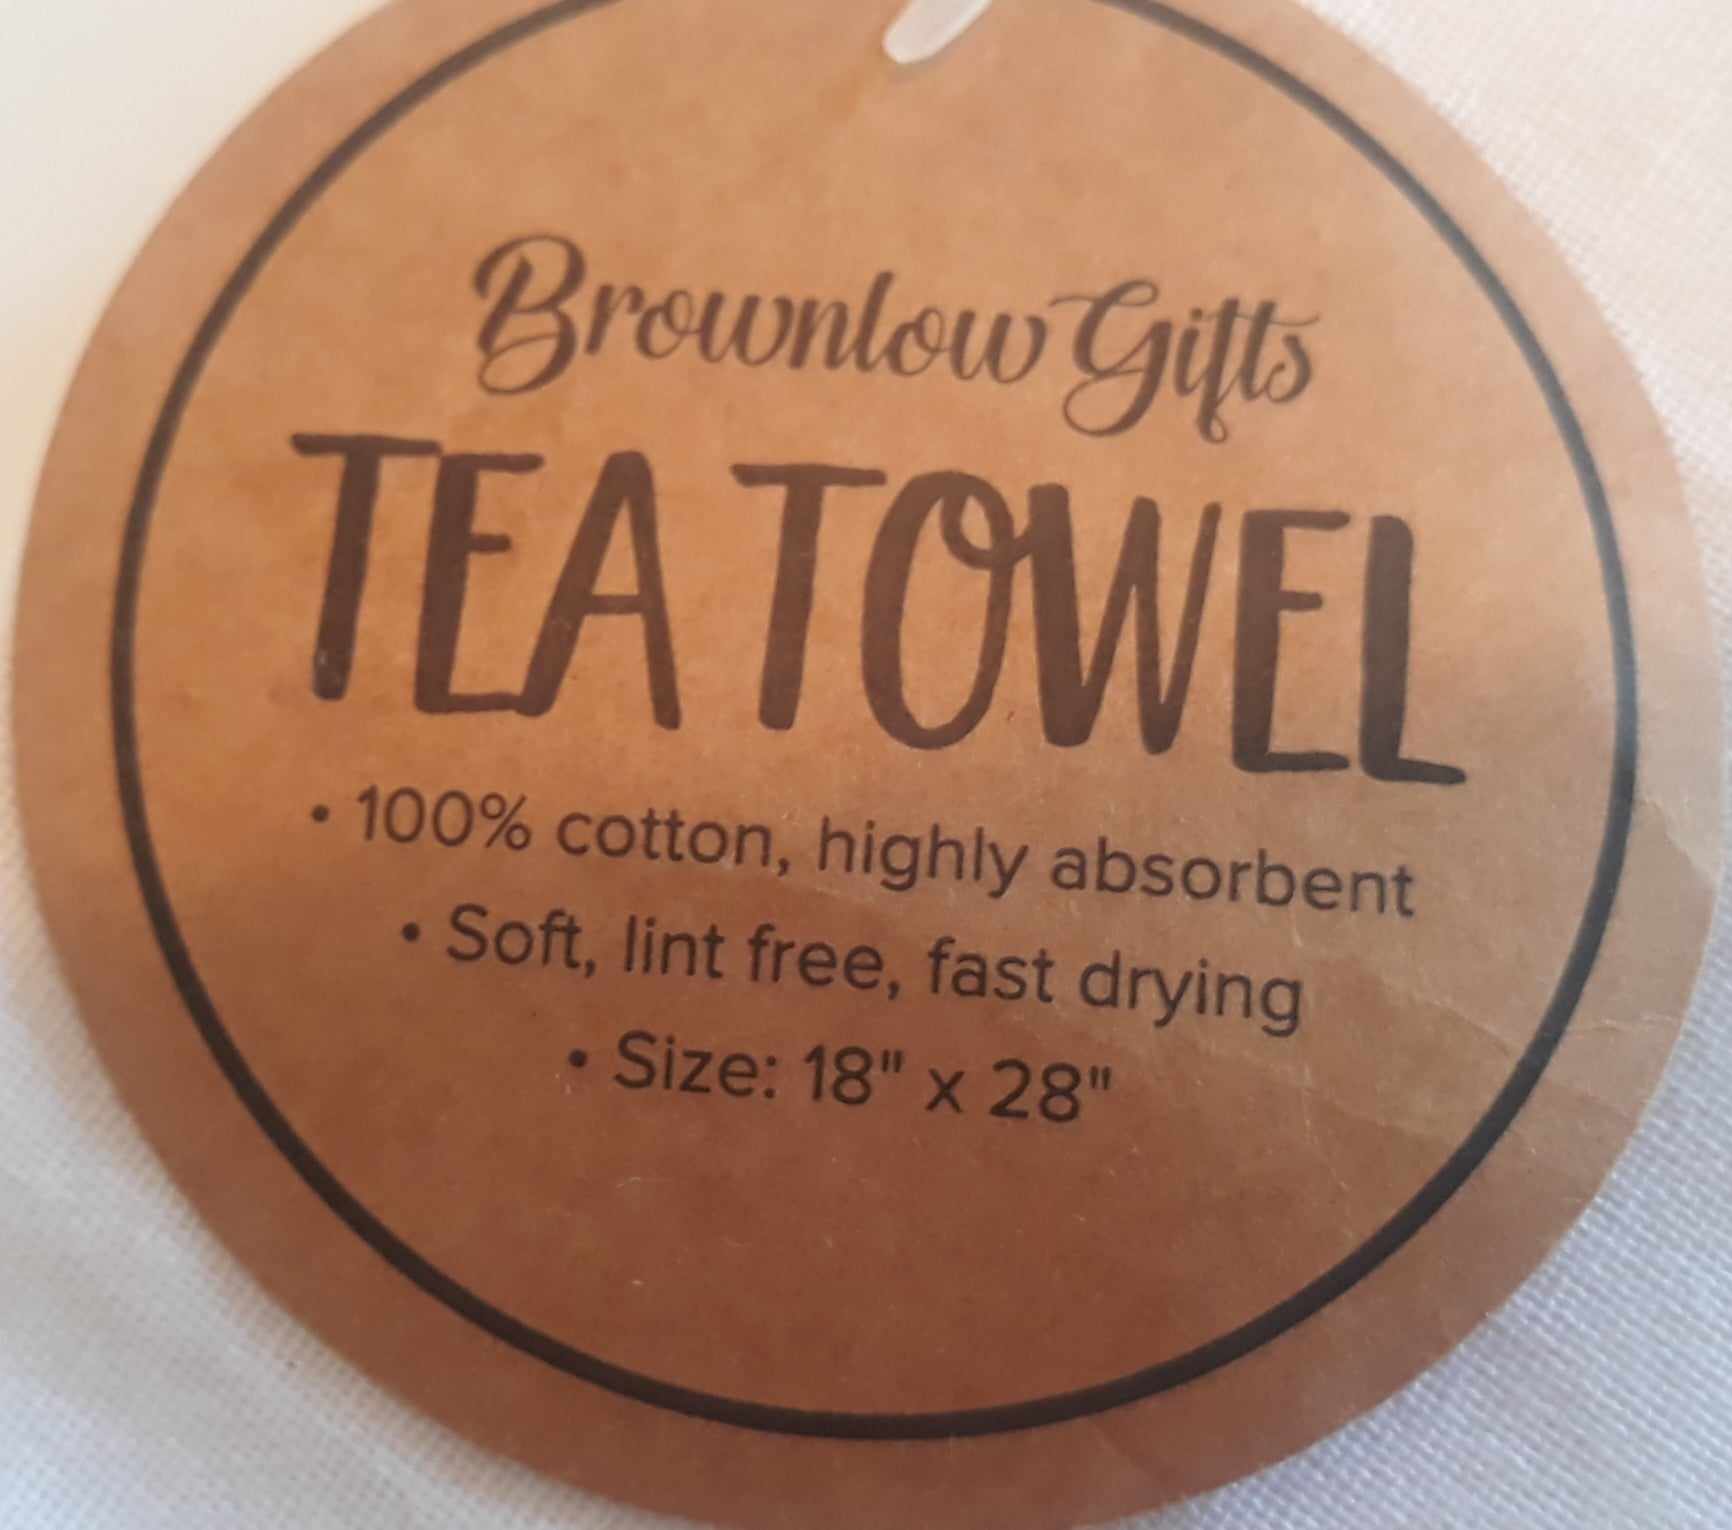 Brownlow Gifts
TEA TOWEL
• 100% cotton, highly absorbent
• Soft, lint free, fast drying
• Size: 18" x 28"